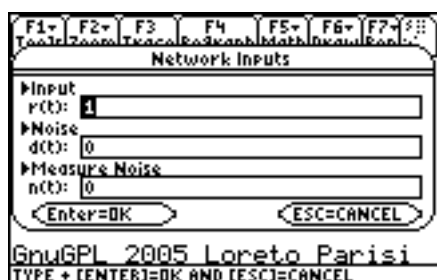 F1▾ F2▾ F3 F4 F5▾ F6▾ F7▾
Tools Zoom Trace Regraph Math Draw
Network Inputs
▶Input
r(t): 1
▶Noise
d(t): 0
▶Measure Noise
n(t): 0
Enter=OK ESC=CANCEL
GnuGPL 2005 Loreto Parisi
TYPE + [ENTER]=OK AND [ESC]=CANCEL